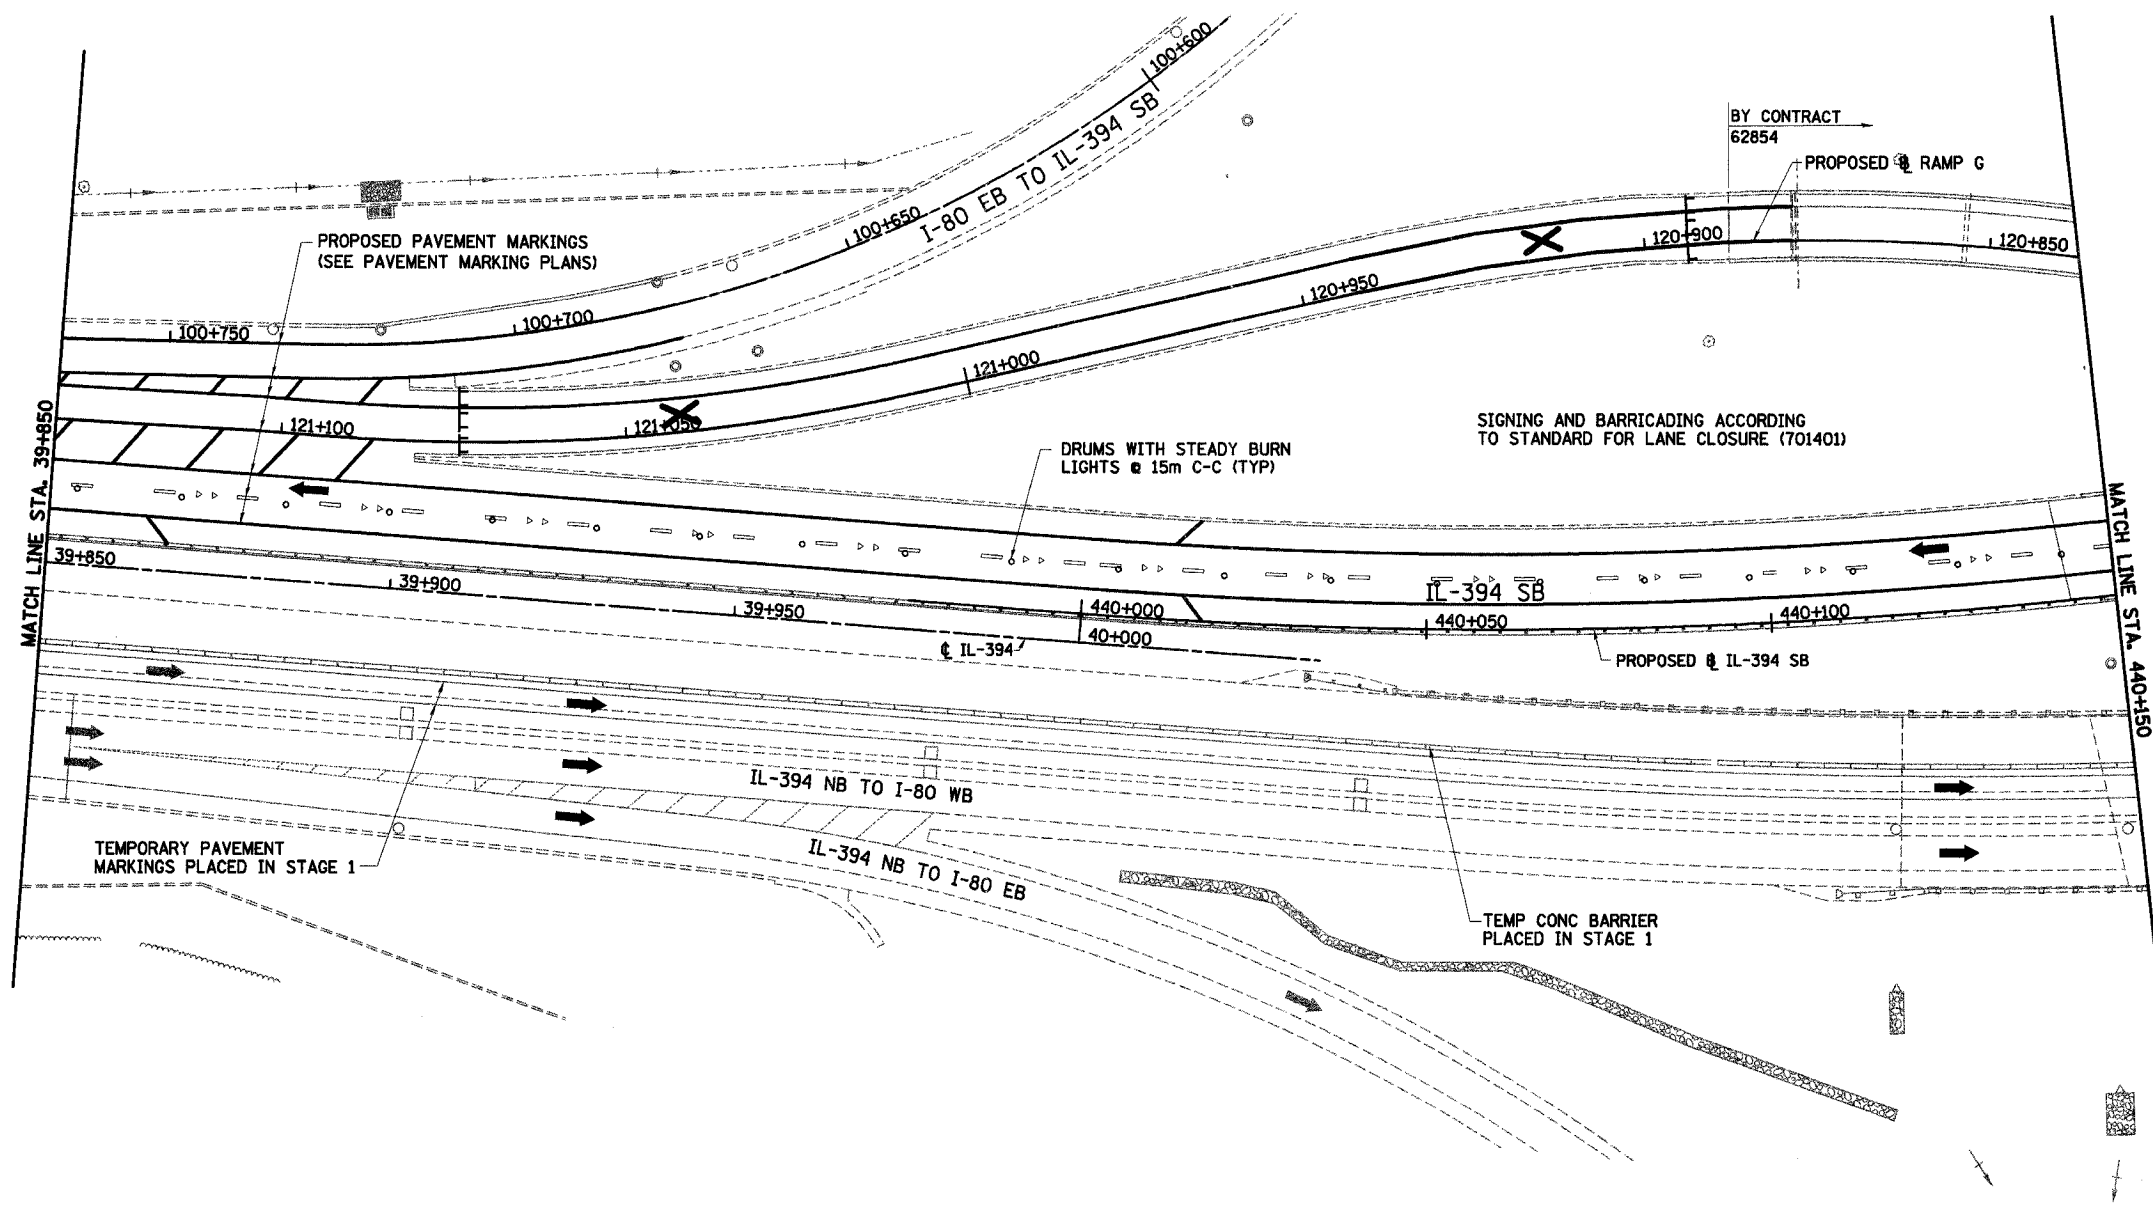 100+600
I-80 EB TO IL-394 SB
BY CONTRACT
62854
PROPOSED ℄ RAMP G
100+650
PROPOSED PAVEMENT MARKINGS
(SEE PAVEMENT MARKING PLANS)
120+900
120+850
120+950
100+700
100+750
121+000
121+050
121+100
SIGNING AND BARRICADING ACCORDING
TO STANDARD FOR LANE CLOSURE (701401)
DRUMS WITH STEADY BURN
LIGHTS @ 15m C-C (TYP)
MATCH LINE STA. 39+850
MATCH LINE STA. 440+150
39+850
39+900
39+950
440+000
40+000
IL-394 SB
440+050
440+100
℄ IL-394
PROPOSED IL-394 SB
IL-394 NB TO I-80 WB
IL-394 NB TO I-80 EB
TEMPORARY PAVEMENT
MARKINGS PLACED IN STAGE 1
TEMP CONC BARRIER
PLACED IN STAGE 1